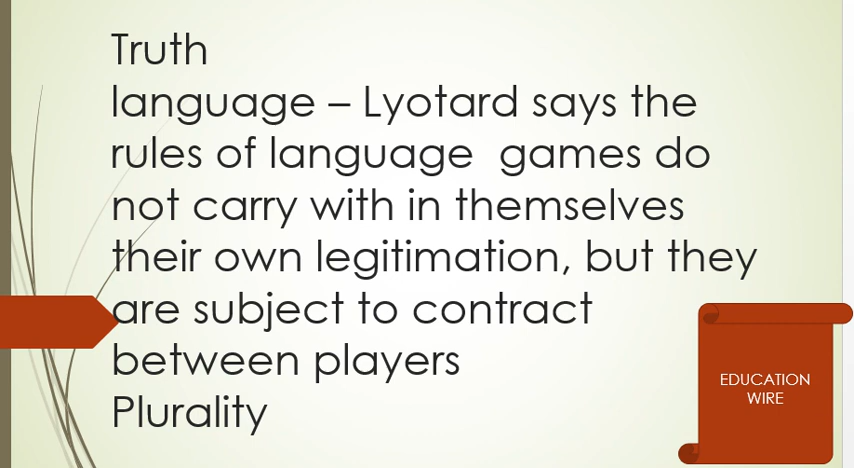 Truth
language – Lyotard says the
rules of language  games do
not carry with in themselves
their own legitimation, but they
are subject to contract
between players
Plurality
EDUCATION
WIRE